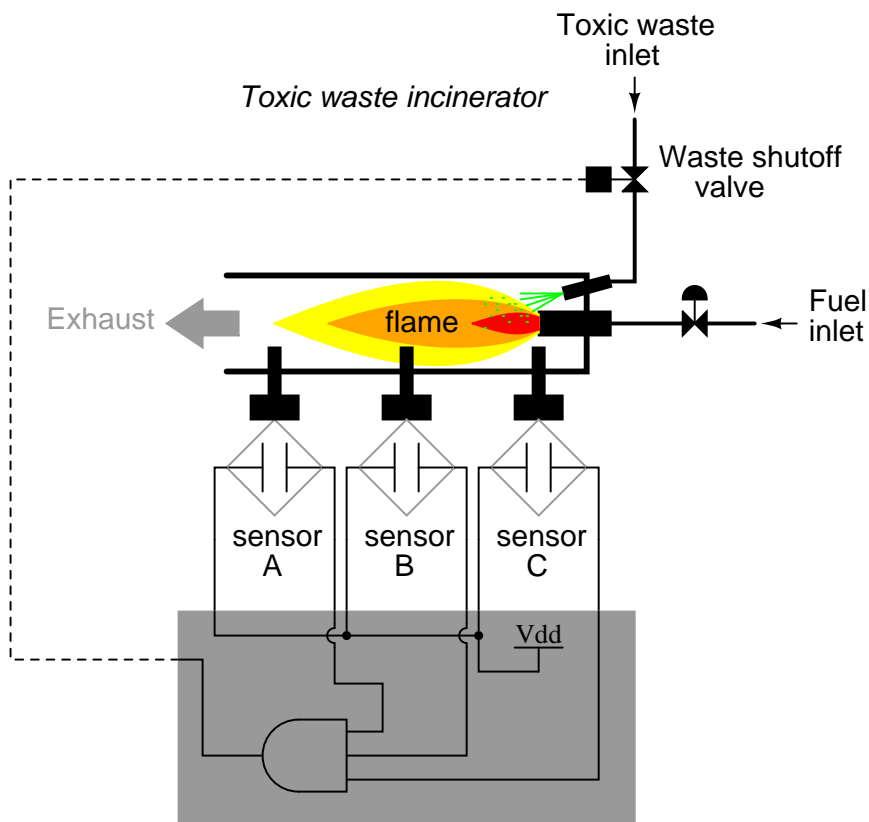 Toxic waste
inlet
Toxic waste incinerator
Waste shutoff
valve
Exhaust
flame
Fuel
inlet
sensor
A
sensor
B
sensor
C
Vdd